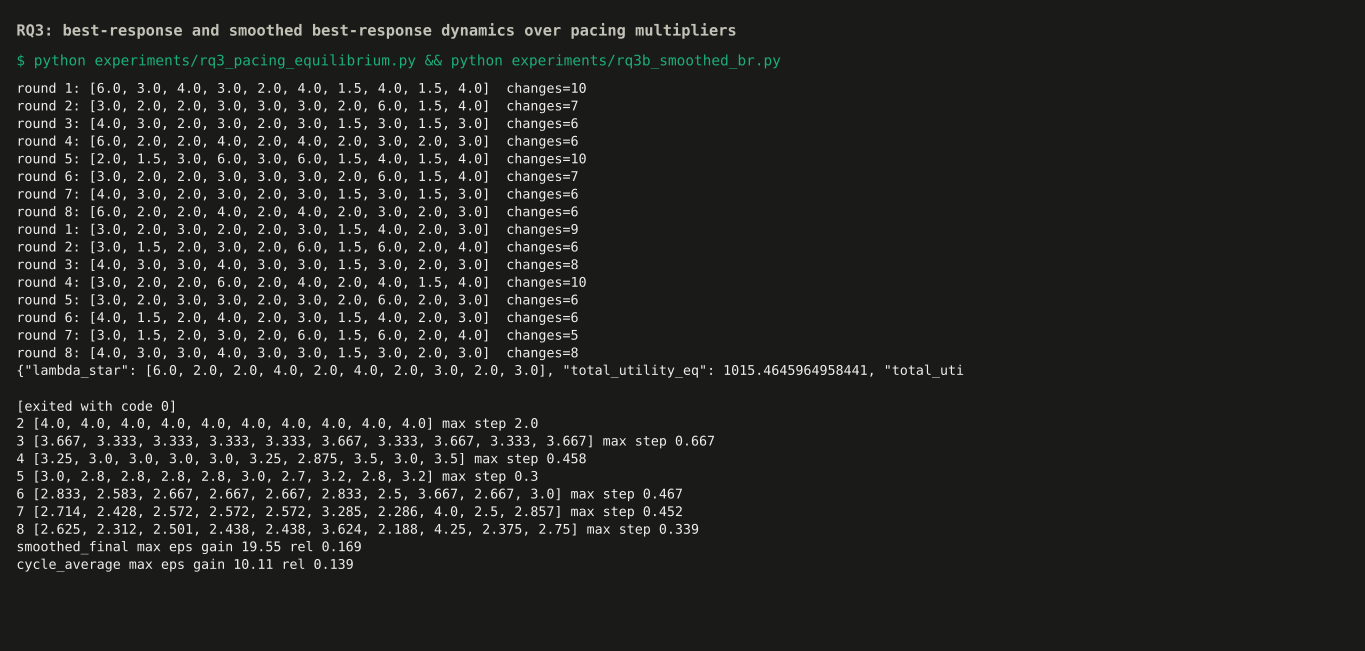 RQ3: best-response and smoothed best-response dynamics over pacing multipliers
$ python experiments/rq3_pacing_equilibrium.py && python experiments/rq3b_smoothed_br.py
round 1: [6.0, 3.0, 4.0, 3.0, 2.0, 4.0, 1.5, 4.0, 1.5, 4.0]  changes=10
round 2: [3.0, 2.0, 2.0, 3.0, 3.0, 3.0, 2.0, 6.0, 1.5, 4.0]  changes=7
round 3: [4.0, 3.0, 2.0, 3.0, 2.0, 3.0, 1.5, 3.0, 1.5, 3.0]  changes=6
round 4: [6.0, 2.0, 2.0, 4.0, 2.0, 4.0, 2.0, 3.0, 2.0, 3.0]  changes=6
round 5: [2.0, 1.5, 3.0, 6.0, 3.0, 6.0, 1.5, 4.0, 1.5, 4.0]  changes=10
round 6: [3.0, 2.0, 2.0, 3.0, 3.0, 3.0, 2.0, 6.0, 1.5, 4.0]  changes=7
round 7: [4.0, 3.0, 2.0, 3.0, 2.0, 3.0, 1.5, 3.0, 1.5, 3.0]  changes=6
round 8: [6.0, 2.0, 2.0, 4.0, 2.0, 4.0, 2.0, 3.0, 2.0, 3.0]  changes=6
round 1: [3.0, 2.0, 3.0, 2.0, 2.0, 3.0, 1.5, 4.0, 2.0, 3.0]  changes=9
round 2: [3.0, 1.5, 2.0, 3.0, 2.0, 6.0, 1.5, 6.0, 2.0, 4.0]  changes=6
round 3: [4.0, 3.0, 3.0, 4.0, 3.0, 3.0, 1.5, 3.0, 2.0, 3.0]  changes=8
round 4: [3.0, 2.0, 2.0, 6.0, 2.0, 4.0, 2.0, 4.0, 1.5, 4.0]  changes=10
round 5: [3.0, 2.0, 3.0, 3.0, 2.0, 3.0, 2.0, 6.0, 2.0, 3.0]  changes=6
round 6: [4.0, 1.5, 2.0, 4.0, 2.0, 3.0, 1.5, 4.0, 2.0, 3.0]  changes=6
round 7: [3.0, 1.5, 2.0, 3.0, 2.0, 6.0, 1.5, 6.0, 2.0, 4.0]  changes=5
round 8: [4.0, 3.0, 3.0, 4.0, 3.0, 3.0, 1.5, 3.0, 2.0, 3.0]  changes=8
{"lambda_star": [6.0, 2.0, 2.0, 4.0, 2.0, 4.0, 2.0, 3.0, 2.0, 3.0], "total_utility_eq": 1015.4645964958441, "total_uti
[exited with code 0]
2 [4.0, 4.0, 4.0, 4.0, 4.0, 4.0, 4.0, 4.0, 4.0, 4.0] max step 2.0
3 [3.667, 3.333, 3.333, 3.333, 3.333, 3.667, 3.333, 3.667, 3.333, 3.667] max step 0.667
4 [3.25, 3.0, 3.0, 3.0, 3.0, 3.25, 2.875, 3.5, 3.0, 3.5] max step 0.458
5 [3.0, 2.8, 2.8, 2.8, 2.8, 3.0, 2.7, 3.2, 2.8, 3.2] max step 0.3
6 [2.833, 2.583, 2.667, 2.667, 2.667, 2.833, 2.5, 3.667, 2.667, 3.0] max step 0.467
7 [2.714, 2.428, 2.572, 2.572, 2.572, 3.285, 2.286, 4.0, 2.5, 2.857] max step 0.452
8 [2.625, 2.312, 2.501, 2.438, 2.438, 3.624, 2.188, 4.25, 2.375, 2.75] max step 0.339
smoothed_final max eps gain 19.55 rel 0.169
cycle_average max eps gain 10.11 rel 0.139